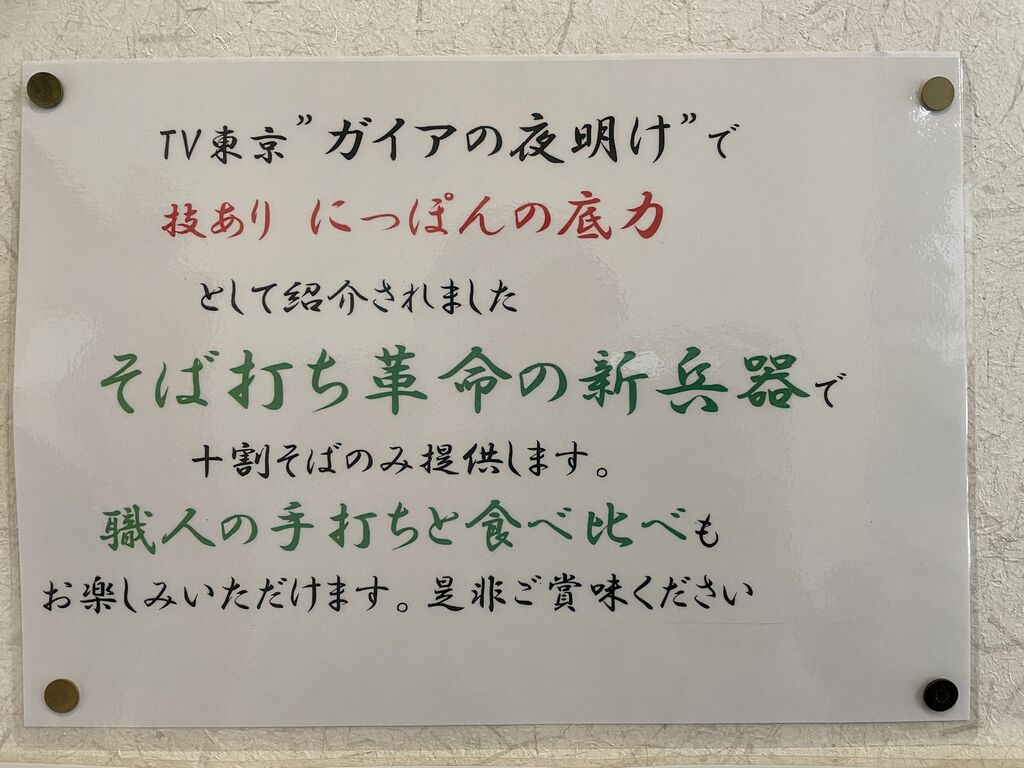 TV東京”ガイアの夜明け”で
技あり にっぽんの底力
として紹介されました
そば打ち革命の新兵器で
十割そばのみ提供します。
職人の手打ちと食べ比べも
お楽しみいただけます。是非ご賞味ください